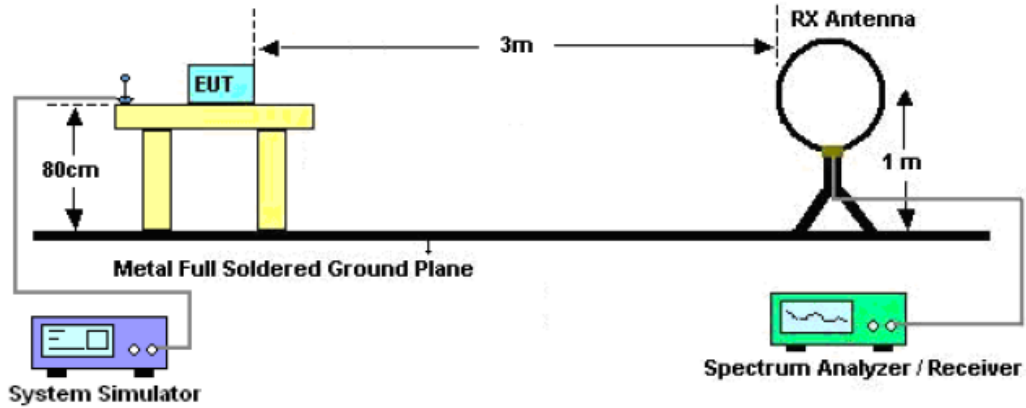 RX Antenna
3m
EUT
80cm
1 m
Metal Full Soldered Ground Plane
System Simulator
Spectrum Analyzer / Receiver